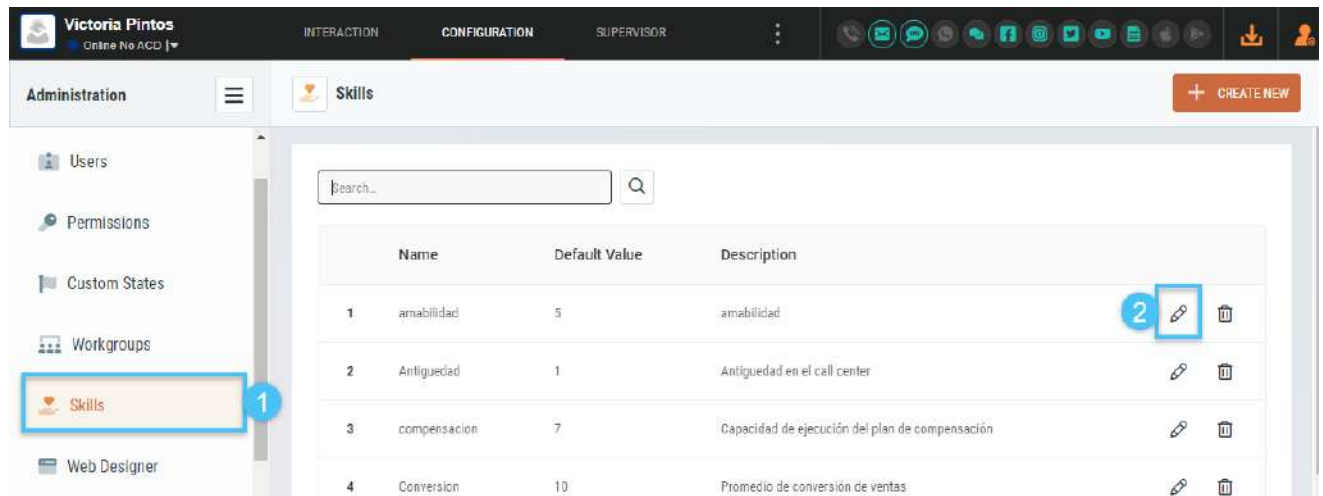 Victoria Pintos
Online No ACD
INTERACTION
CONFIGURATION
SUPERVISOR
Administration
Skills
+ CREATE NEW
Users
Permissions
Custom States
Workgroups
Skills
1
Web Designer
Search...
Name Default Value Description
1 amabilidad 5 amabilidad
2
2 Antiguedad 1 Antiguedad en el call center
3 compensacion 7 Capacidad de ejecución del plan de compensación
4 Conversion 10 Promedio de conversión de ventas